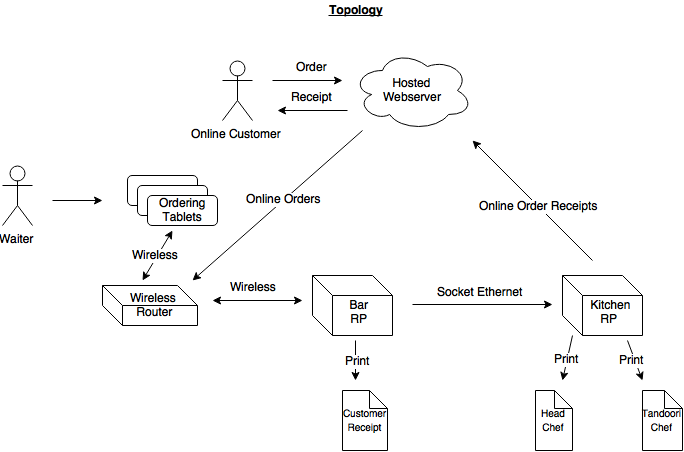 Topology
Order
Hosted
Webserver
Receipt
Online Customer
Online Orders
Online Order Receipts
Ordering
Tablets
Waiter
Wireless
Wireless
Router
Wireless
Bar
RP
Socket Ethernet
Kitchen
RP
Print
Print
Print
Customer
Receipt
Head
Chef
Tandoori
Chef